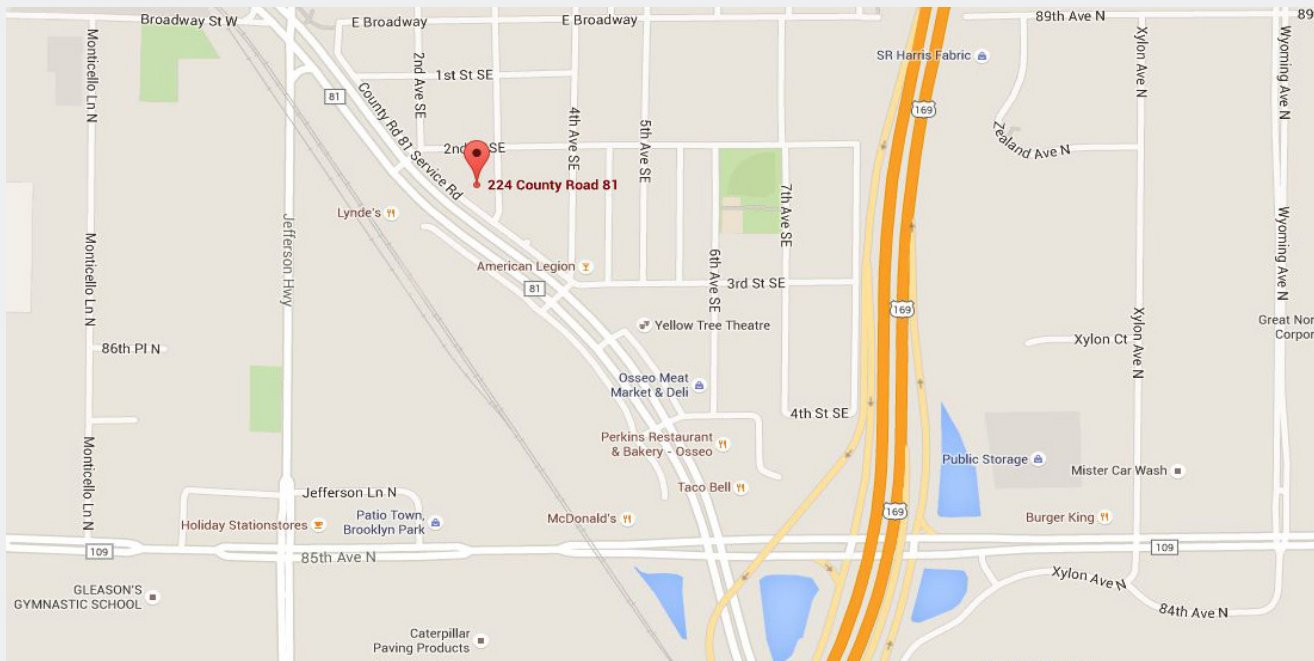 Broadway St W
E Broadway
E Broadway
89th Ave N
89
SR Harris Fabric
Monticello Ln N
2nd Ave SE
1st St SE
81
County Rd 81 Service Rd
4th Ave SE
5th Ave SE
169
Xylon Ave N
Wyoming Ave N
Zealand Ave N
2nd St SE
224 County Road 81
Lynde's
7th Ave SE
Jefferson Hwy
Monticello Ln N
American Legion
81
6th Ave SE
3rd St SE
Wyoming Ave N
169
Xylon Ave N
Yellow Tree Theatre
Great Nor
Corpor
86th Pl N
Xylon Ct
Osseo Meat
Market & Deli
4th St SE
Perkins Restaurant
& Bakery - Osseo
Monticello Ln N
Public Storage
Mister Car Wash
Taco Bell
Jefferson Ln N
Holiday Stationstores
Patio Town,
Brooklyn Park
McDonald's
169
Burger King
109
85th Ave N
109
GLEASON'S
GYMNASTIC SCHOOL
Xylon Ave N
84th Ave N
Caterpillar
Paving Products